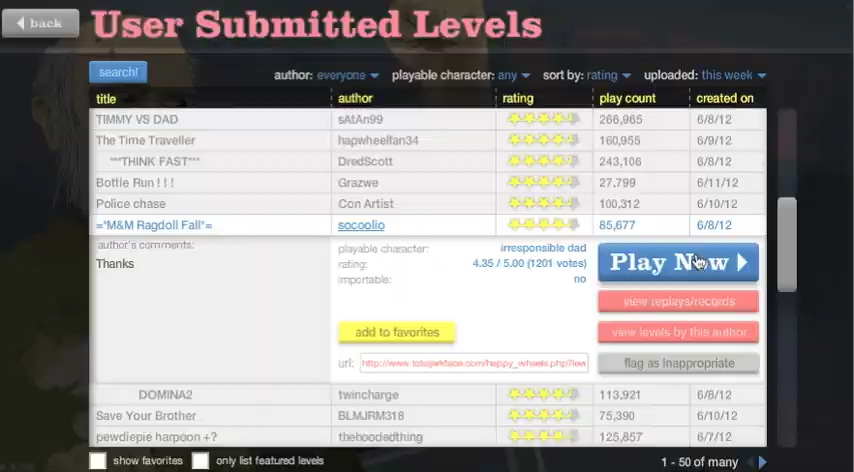 back
User Submitted Levels
search!
author: everyone playable character: any sort by: rating uploaded: this week
title author rating play count created on
TIMMY VS DAD sAtAn99 266,965 6/8/12
The Time Traveller hapwheelfan34 160,955 6/9/12
***THINK FAST*** DredScott 243,106 6/8/12
Bottle Run ! ! ! Grazwe 27,799 6/11/12
Police chase Con Artist 100,312 6/10/12
=*M&M Ragdoll Fall*= socoolio 85,677 6/8/12
author's comments:
Thanks
playable character: irresponsible dad
rating: 4.35 / 5.00 (1201 votes)
importable: no
Play Now
view replays/records
add to favorites
view levels by this author
url: http://www.totaljerkface.com/happy_wheels.php?lev
flag as inappropriate
DOMINA2 twincharge 113,921 6/8/12
Save Your Brother BLMJRM318 75,390 6/10/12
pewdiepie harpoon +? thehoodedthing 125,857 6/7/12
show favorites only list featured levels 1 - 50 of many